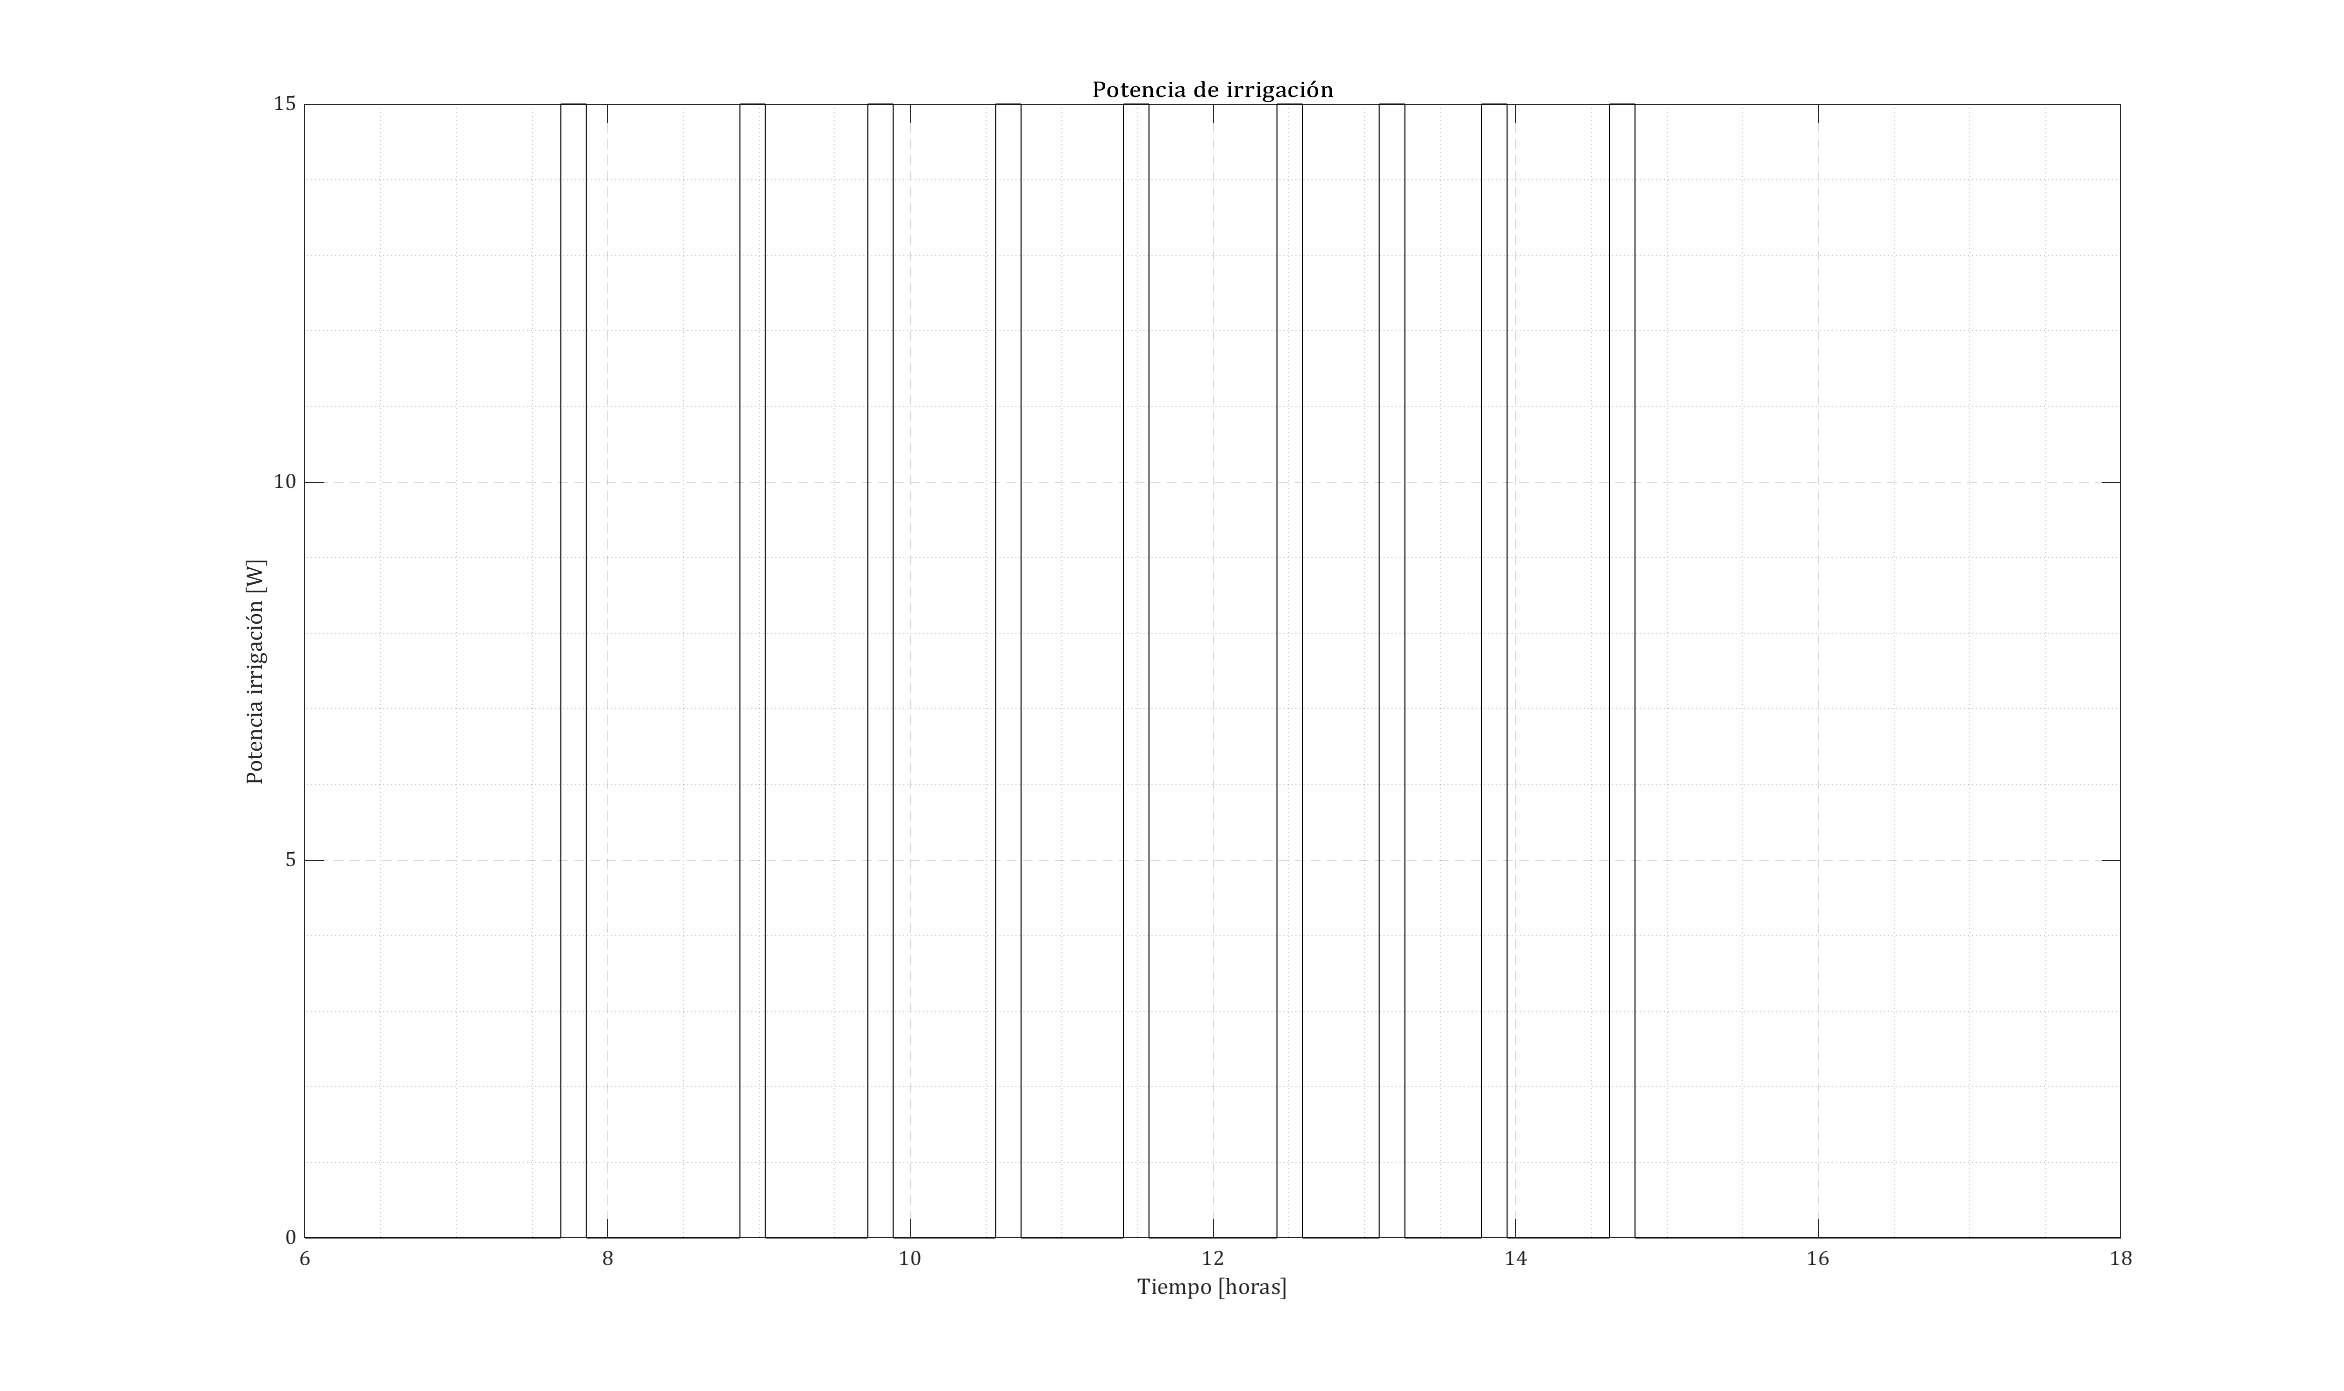 Potencia de irrigación
15
10
5
0
Potencia irrigación [W]
6 8 10 12 14 16 18
Tiempo [horas]